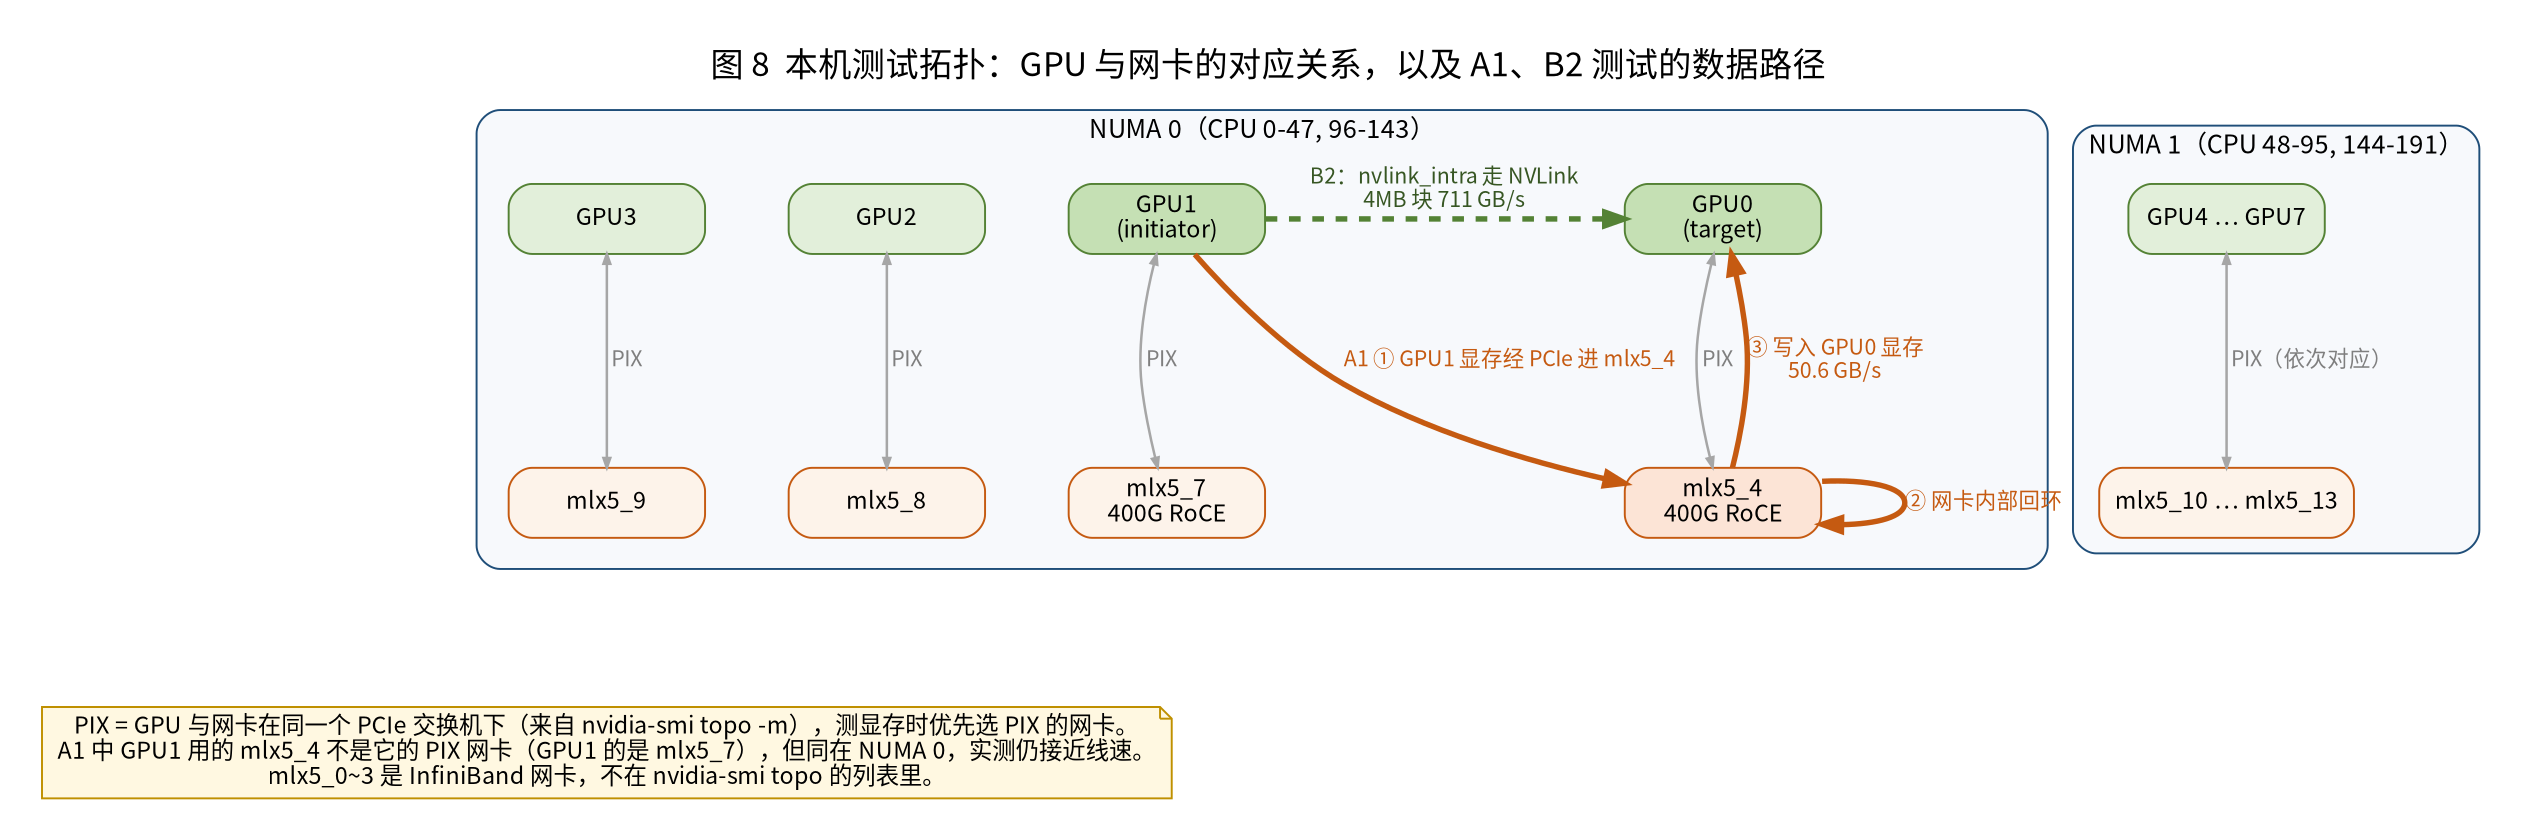 图 8  本机测试拓扑：GPU 与网卡的对应关系，以及 A1、B2 测试的数据路径
NUMA 0（CPU 0-47, 96-143）
NUMA 1（CPU 48-95, 144-191）
GPU3
GPU2
GPU1
(initiator)
B2：nvlink_intra 走 NVLink
4MB 块 711 GB/s
GPU0
(target)
GPU4 … GPU7
PIX
PIX
PIX
A1 ① GPU1 显存经 PCIe 进 mlx5_4
PIX
③ 写入 GPU0 显存
50.6 GB/s
PIX（依次对应）
mlx5_9
mlx5_8
mlx5_7
400G RoCE
mlx5_4
400G RoCE
② 网卡内部回环
mlx5_10 … mlx5_13
PIX = GPU 与网卡在同一个 PCIe 交换机下（来自 nvidia-smi topo -m），测显存时优先选 PIX 的网卡。
A1 中 GPU1 用的 mlx5_4 不是它的 PIX 网卡（GPU1 的是 mlx5_7），但同在 NUMA 0，实测仍接近线速。
mlx5_0~3 是 InfiniBand 网卡，不在 nvidia-smi topo 的列表里。